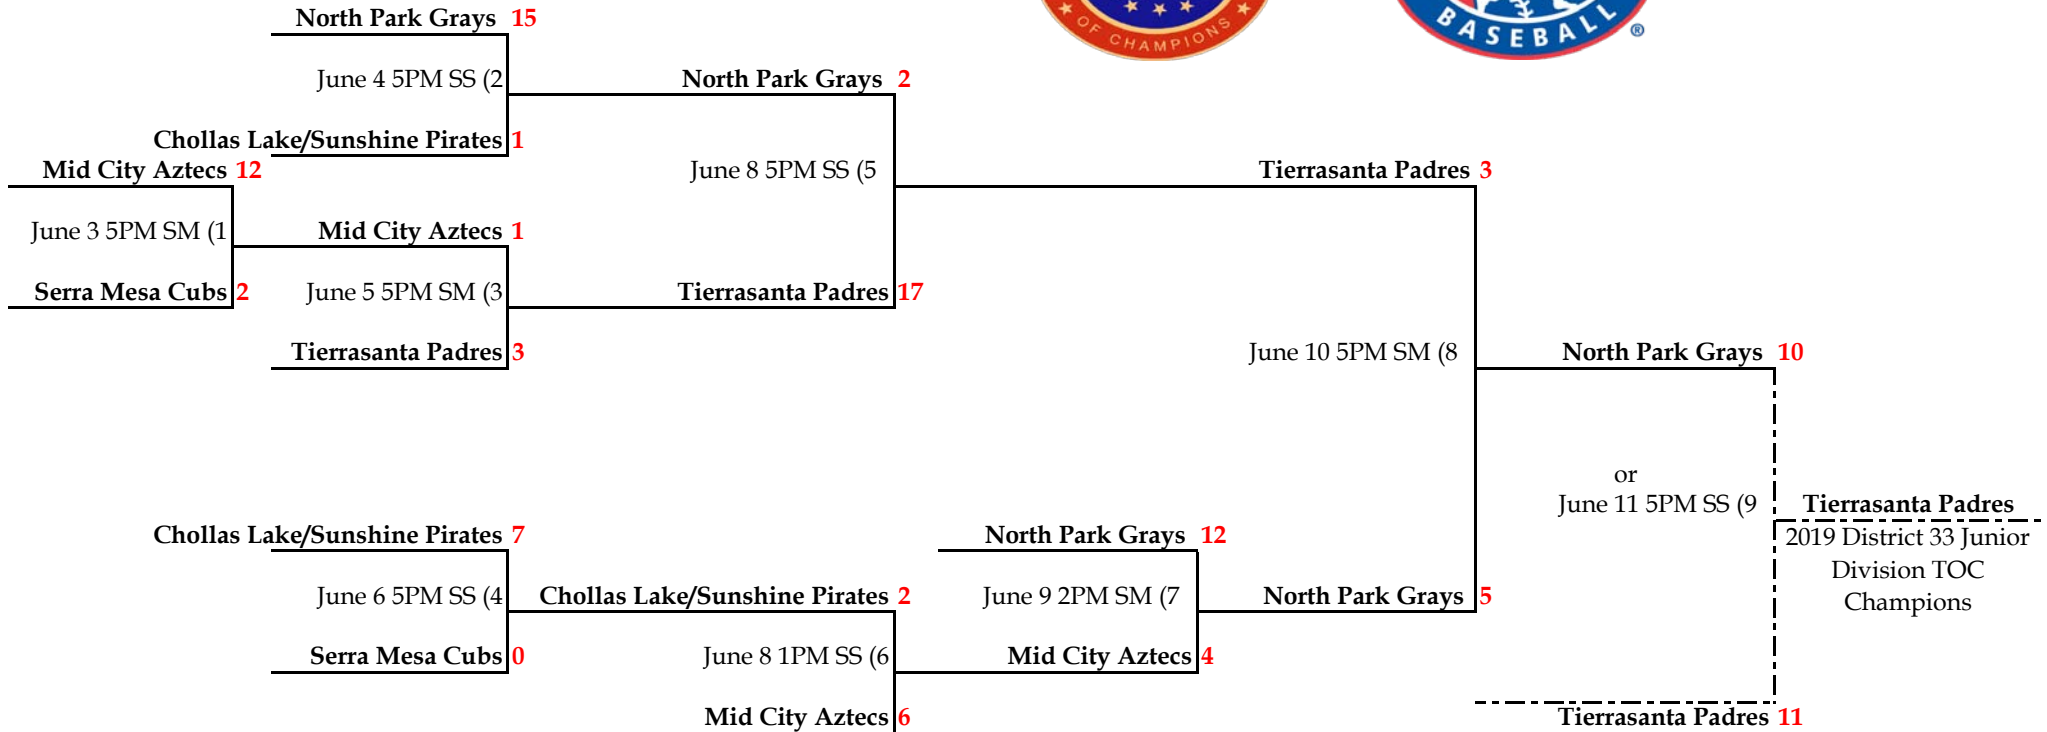 OF CHAMPIONS
BASEBALL ®
North Park Grays 15
June 4 5PM SS (2
North Park Grays 2
Chollas Lake/Sunshine Pirates 1
Mid City Aztecs 12
June 8 5PM SS (5
Tierrasanta Padres 3
June 3 5PM SM (1
Mid City Aztecs 1
Serra Mesa Cubs 2
June 5 5PM SM (3
Tierrasanta Padres 17
Tierrasanta Padres 3
June 10 5PM SM (8
North Park Grays 10
or
June 11 5PM SS (9
Tierrasanta Padres
2019 District 33 Junior
Division TOC
Champions
Chollas Lake/Sunshine Pirates 7
North Park Grays 12
June 6 5PM SS (4
Chollas Lake/Sunshine Pirates 2
June 9 2PM SM (7
North Park Grays 5
Serra Mesa Cubs 0
June 8 1PM SS (6
Mid City Aztecs 4
Mid City Aztecs 6
Tierrasanta Padres 11